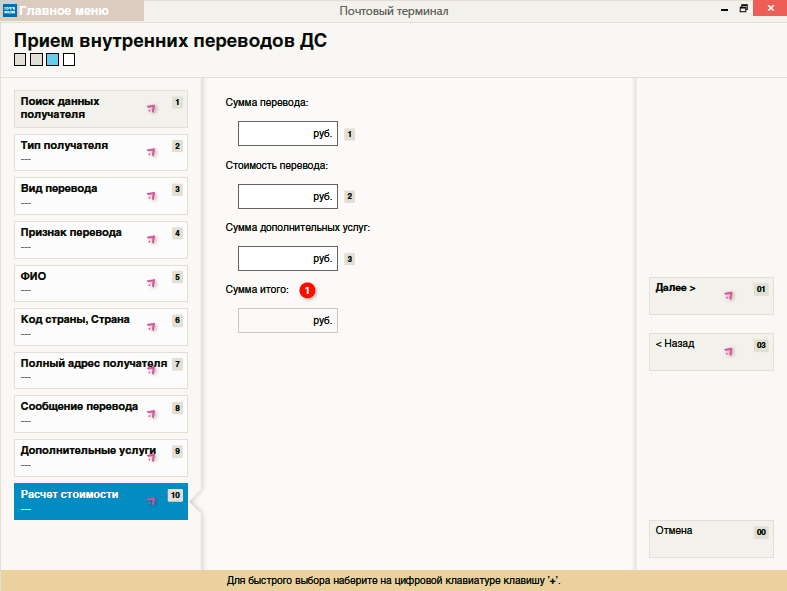 Главное меню
Почтовый терминал
Прием внутренних переводов ДС
Поиск данных
получателя
1
Тип получателя
2
---
Вид перевода
3
---
Признак перевода
4
---
ФИО
5
---
Код страны, Страна
6
---
Полный адрес получателя
7
---
Сообщение перевода
8
---
Дополнительные услуги
9
---
Расчет стоимости
10
---
Сумма перевода:
руб.
1
Стоимость перевода:
руб.
2
Сумма дополнительных услуг:
руб.
3
Сумма итого:
1
руб.
Далее >
01
< Назад
03
Отмена
00
Для быстрого выбора наберите на цифровой клавиатуре клавишу '+'.